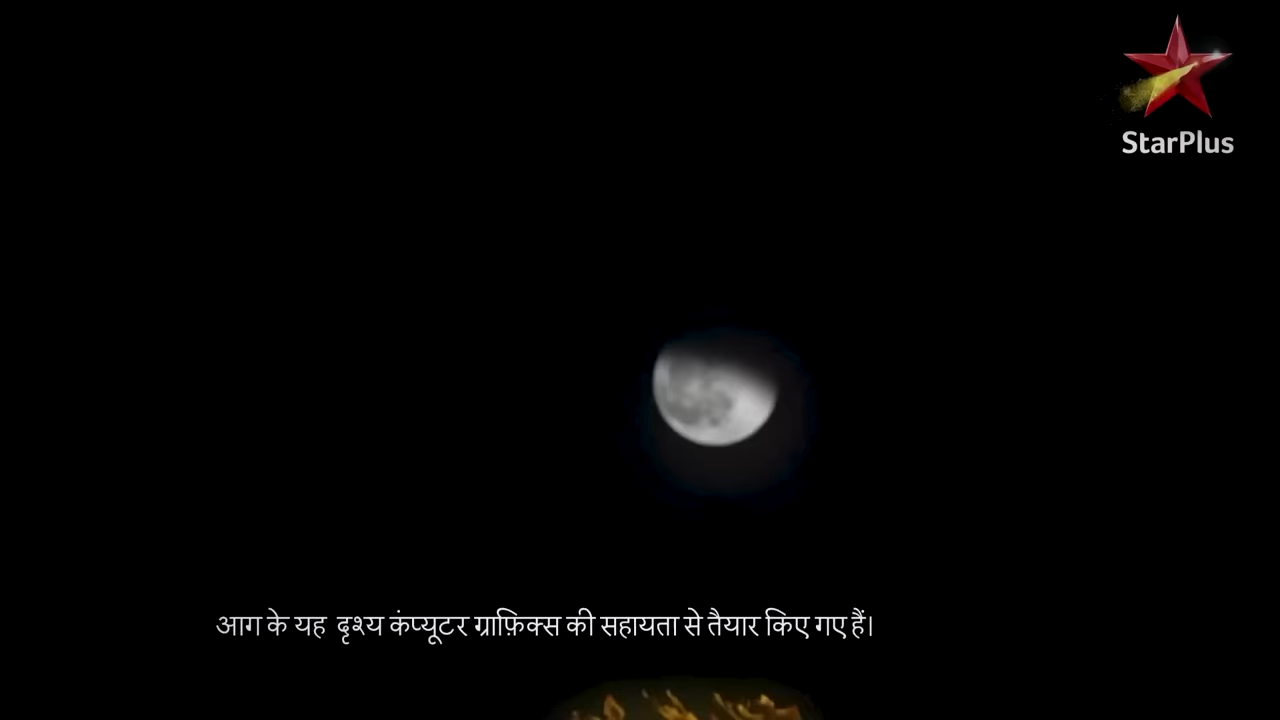 StarPlus
आग के यह दृश्य कंप्यूटर ग्राफ़िक्स की सहायता से तैयार किए गए हैं।